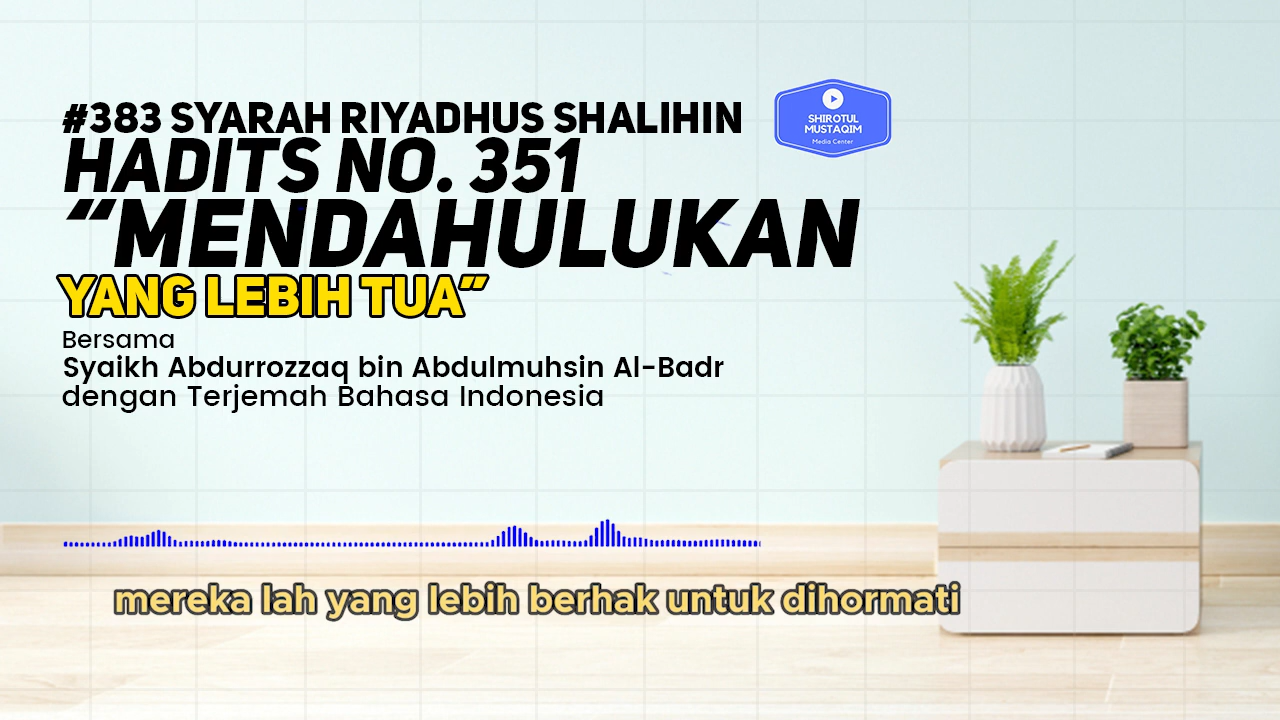 #383 SYARAH RIYADHUS SHALIHIN
HADITS NO. 351
“MENDAHULUKAN
YANG LEBIH TUA”
Bersama
Syaikh Abdurrozzaq bin Abdulmuhsin Al-Badr
dengan Terjemah Bahasa Indonesia
SHIROTUL
MUSTAQIM
Media Center
mereka lah yang lebih berhak untuk dihormati